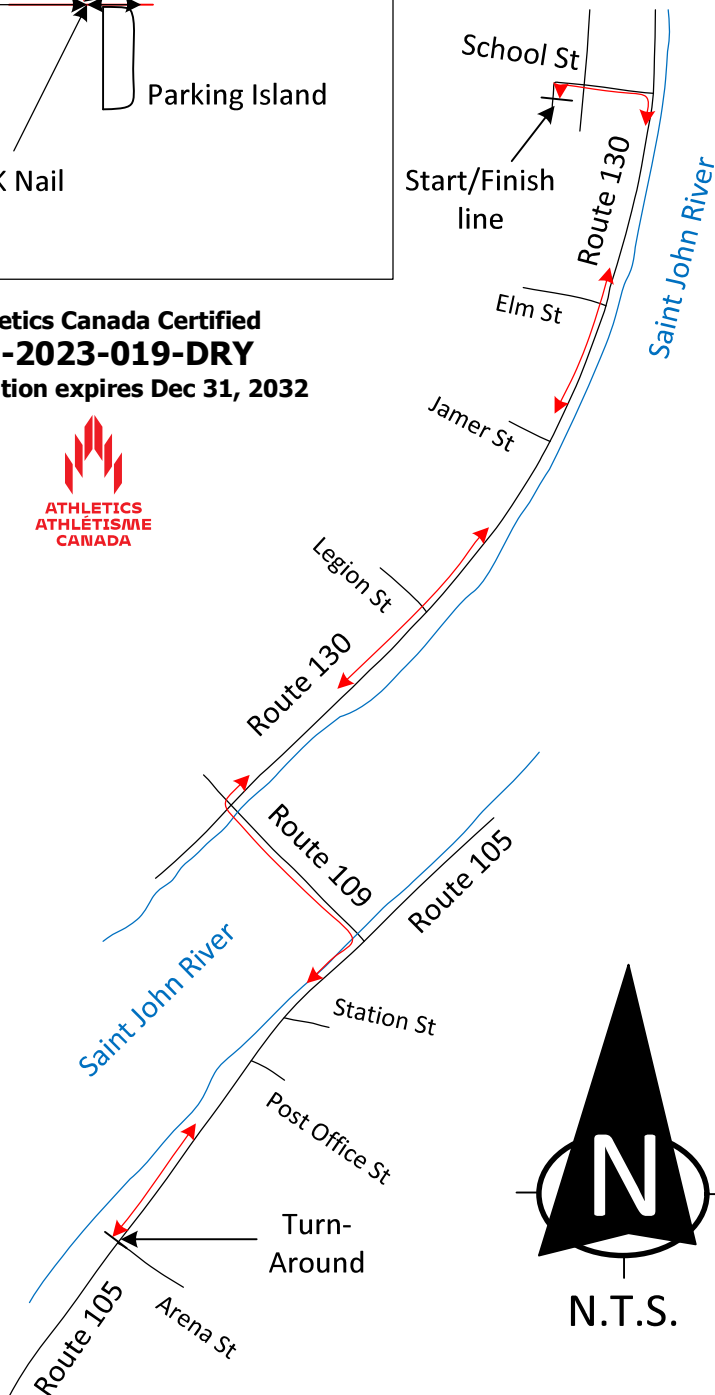 School St
Parking Island
K Nail
Start/Finish
line
Route 130
Saint John River
Elm St
etics Canada Certified
-2023-019-DRY
tion expires Dec 31, 2032
Jamer St
ATHLETICS
ATHLÉTISME
CANADA
Legion St
Route 130
Route 109
Route 105
Saint John River
Station St
Post Office St
N
Turn-
Around
Arena St
Route 105
N.T.S.